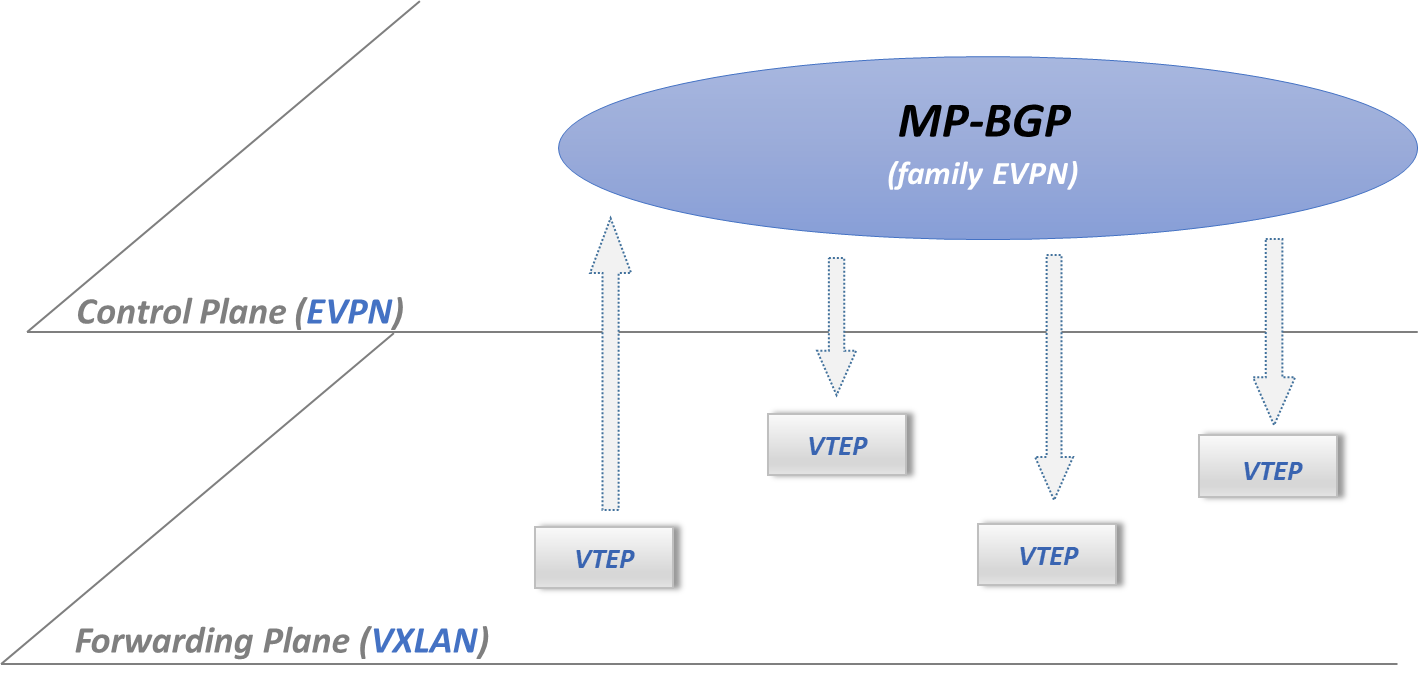 MP-BGP
(family EVPN)
Control Plane (EVPN)
VTEP
VTEP
VTEP
VTEP
Forwarding Plane (VXLAN)